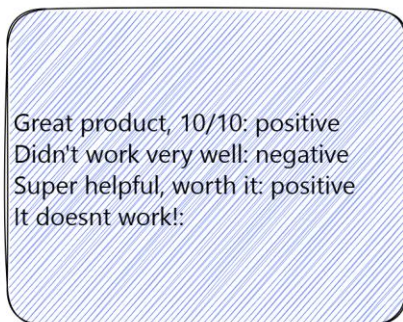 Great product, 10/10: positive
Didn't work very well: negative
Super helpful, worth it: positive
It doesnt work!: